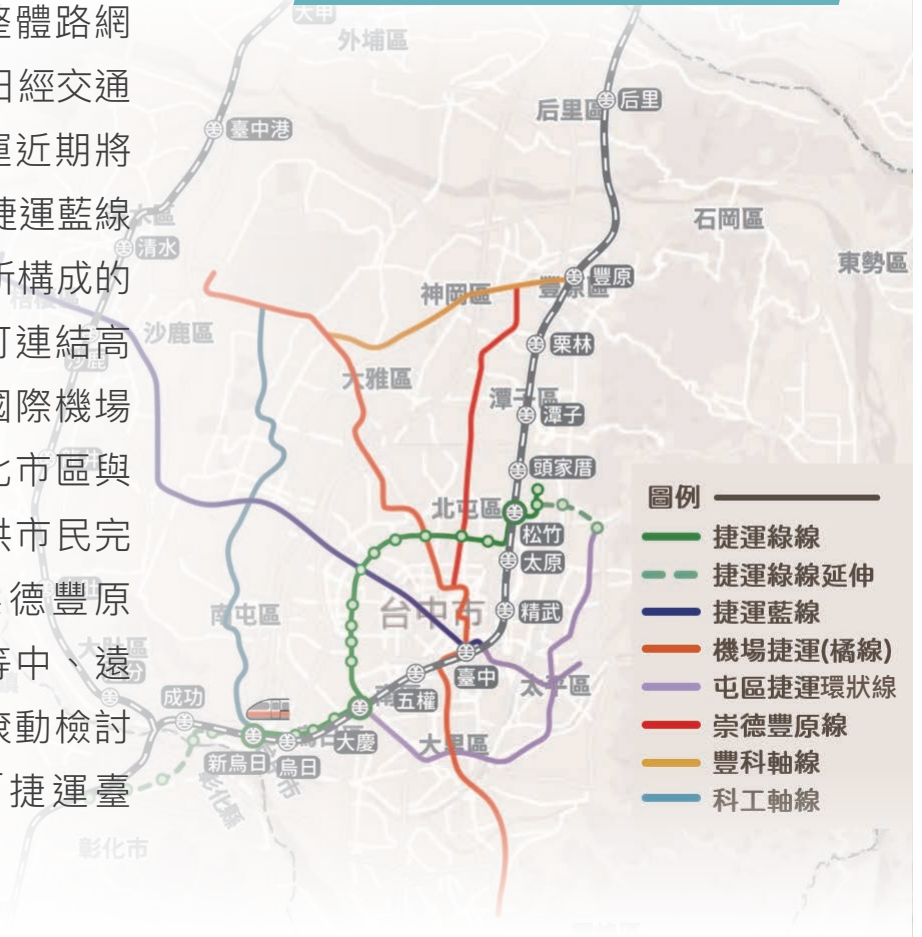 整體路網
日經交通
近期將
捷運藍線
所構成的
可連結高
國際機場
北市區與
供市民完
德豐原
等中、遠
滾動檢討
「捷運臺
大甲
外埔區
后里區
后里
臺中港
石岡區
清水
東勢區
神岡區
豐原區
豐原
沙鹿區
沙鹿
栗林
大雅區
潭子區
潭子
頭家厝
北屯區
松竹
太原
南屯區
台中市
精武
臺中
太平區
成功
五權
大慶
大里區
新烏日
烏日
彰化縣
彰化市
圖例
捷運綠線
捷運綠線延伸
捷運藍線
機場捷運(橘線)
屯區捷運環狀線
崇德豐原線
豐科軸線
科工軸線